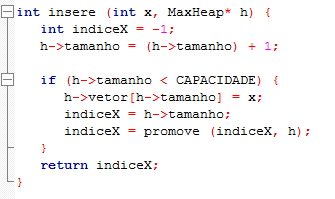 int insere (int x, MaxHeap* h) {
int indiceX = -1;
h->tamanho = (h->tamanho) + 1;
if (h->tamanho < CAPACIDADE) {
h->vetor[h->tamanho] = x;
indiceX = h->tamanho;
indiceX = promove (indiceX, h);
}
return indiceX;
}